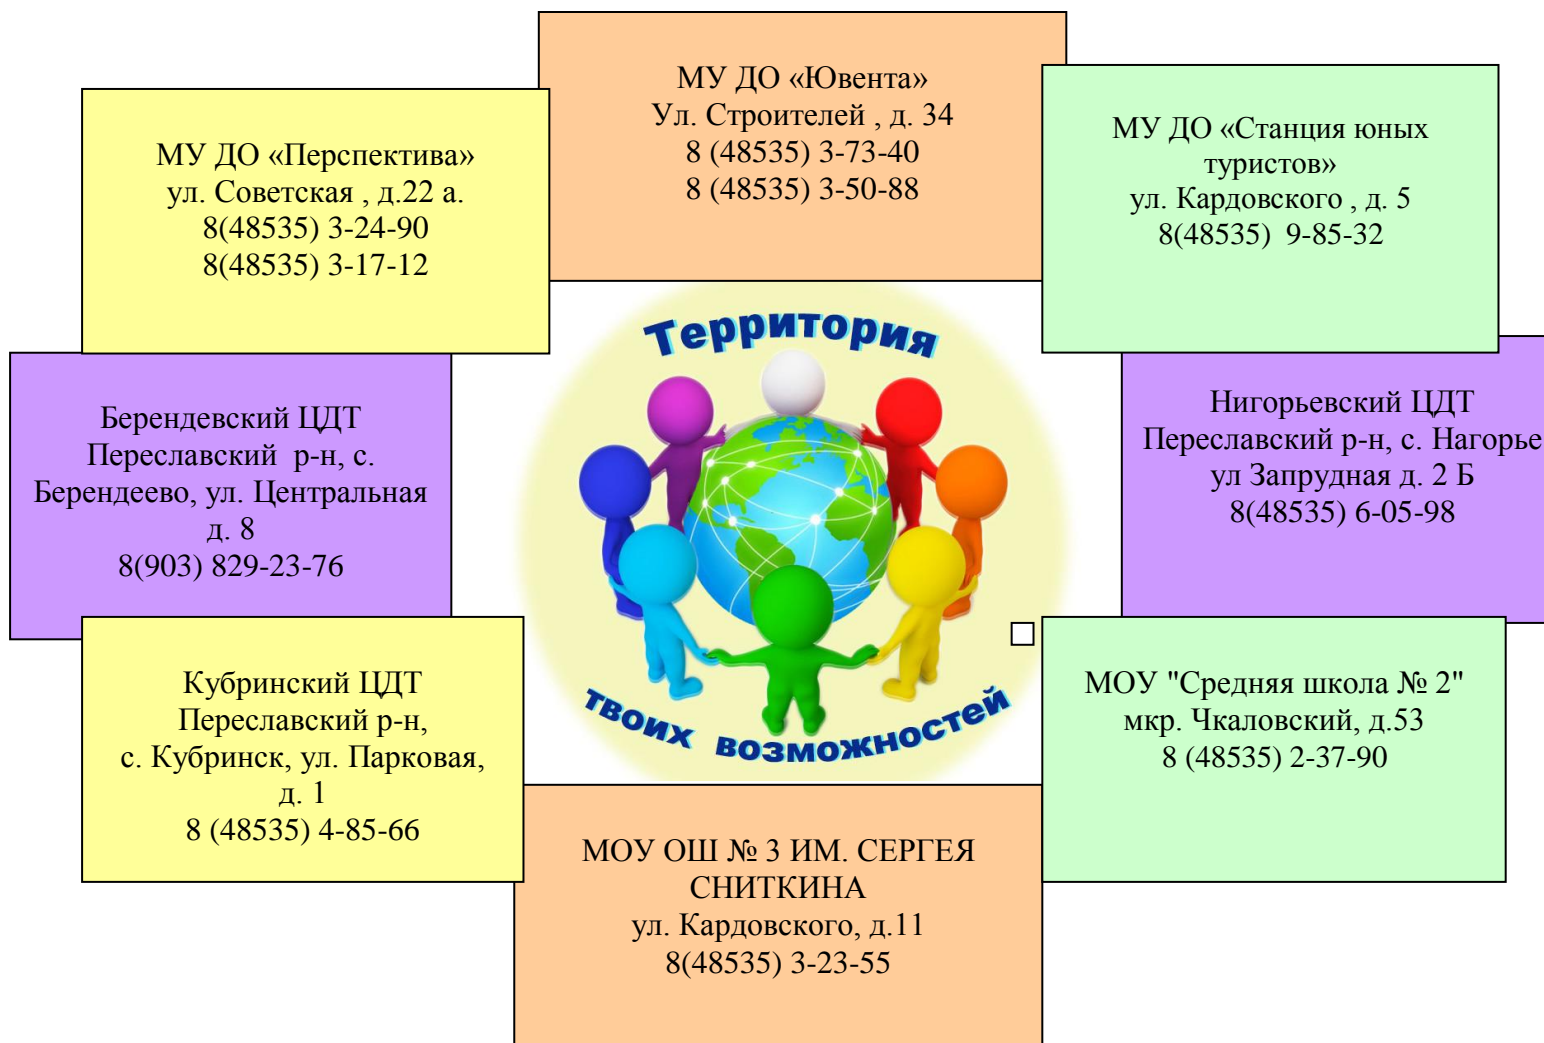 МУ ДО «Ювента»
Ул. Строителей , д. 34
8 (48535) 3-73-40
8 (48535) 3-50-88
МУ ДО «Перспектива»
ул. Советская , д.22 а.
8(48535) 3-24-90
8(48535) 3-17-12
МУ ДО «Станция юных
туристов»
ул. Кардовского , д. 5
8(48535) 9-85-32
Территория
твоих возможностей
Берендевский ЦДТ
Переславский р-н, с.
Берендеево, ул. Центральная
д. 8
8(903) 829-23-76
Нигорьевский ЦДТ
Переславский р-н, с. Нагорье
ул Запрудная д. 2 Б
8(48535) 6-05-98
Кубринский ЦДТ
Переславский р-н,
с. Кубринск, ул. Парковая,
д. 1
8 (48535) 4-85-66
МОУ "Средняя школа № 2"
мкр. Чкаловский, д.53
8 (48535) 2-37-90
МОУ ОШ № 3 ИМ. СЕРГЕЯ
СНИТКИНА
ул. Кардовского, д.11
8(48535) 3-23-55